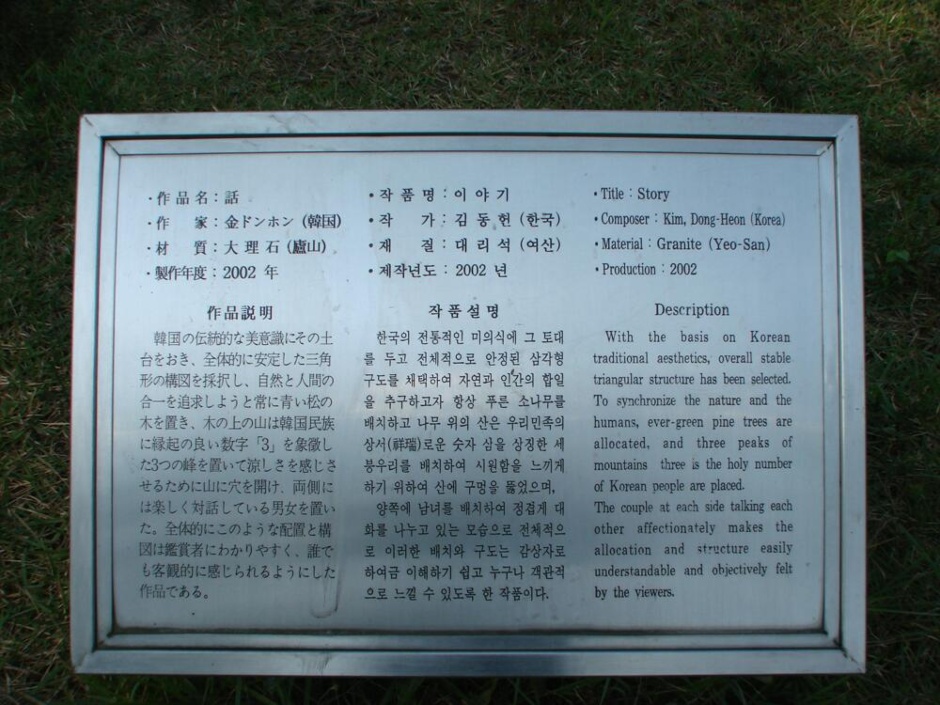 ・作品名 : 話
・作　家 : 金ドンホン (韓国)
・材　質 : 大理石 (廬山)
・製作年度 : 2002 年
作品説明
韓国の伝統的な美意識にその土
台をおき、全体的に安定した三角
形の構図を採択し、自然と人間の
合一を追求しようと常に青い松の
木を置き、木の上の山は韓国民族
に縁起の良い数字「3」を象徴し
た3つの峰を置いて涼しさを感じさ
せるために山に穴を開け、両側に
は楽しく対話している男女を置い
た。全体的にこのような配置と構
図は鑑賞者にわかりやすく、誰で
も客観的に感じられるようにした
作品である。
・작품명 : 이야기
・작　가 : 김동헌 (한국)
・재　질 : 대리석 (여산)
・제작년도 : 2002 년
작품설명
한국의 전통적인 미의식에 그 토대
를 두고 전체적으로 안정된 삼각형
구도를 채택하여 자연과 인간의 합일
을 추구하고자 항상 푸른 소나무를
배치하고 나무 위의 산은 우리민족의
상서(祥瑞)로운 숫자 삼을 상징한 세
봉우리를 배치하여 시원함을 느끼게
하기 위하여 산에 구멍을 뚫었으며,
양쪽에 남녀를 배치하여 정겹게 대
화를 나누고 있는 모습으로 전체적으
로 이러한 배치와 구도는 감상자로
하여금 이해하기 쉽고 누구나 객관적
으로 느낄 수 있도록 한 작품이다.
・Title : Story
・Composer : Kim, Dong-Heon (Korea)
・Material : Granite (Yeo-San)
・Production : 2002
Description
With the basis on Korean
traditional aesthetics, overall stable
triangular structure has been selected.
To synchronize the nature and the
humans, ever-green pine trees are
allocated, and three peaks of
mountains three is the holy number
of Korean people are placed.
The couple at each side talking each
other affectionately makes the
allocation and structure easily
understandable and objectively felt
by the viewers.